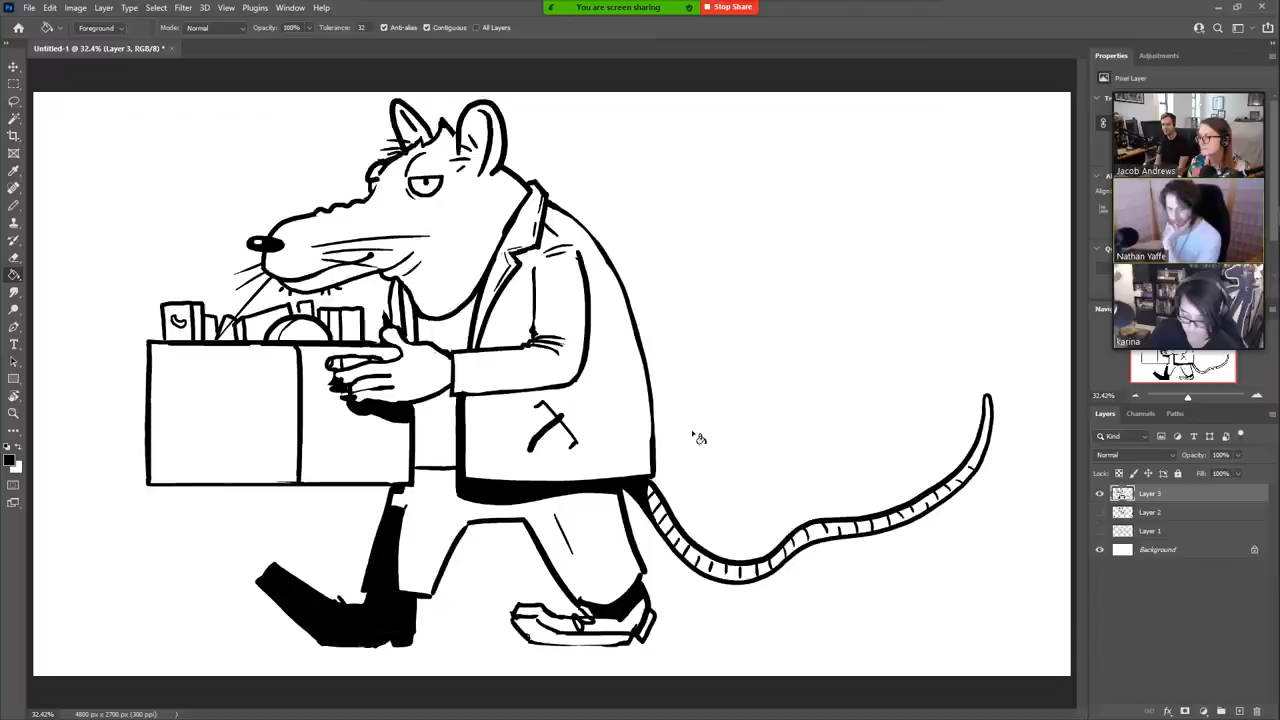 You are screen sharing
Stop Share
File Edit Image Layer Type Select Filter 3D View Plugins Window Help
Foreground Mode: Normal Opacity: 100% Tolerance: 32 Anti-alias Contiguous All Layers
Untitled-1 @ 32.4% (Layer 3, RGB/8) * ×
Properties Adjustments
Pixel Layer
Jacob Andrews
Nathan Yaffe
karina
32.42%
Layers Channels Paths
Kind
Normal Opacity: 100%
Lock: Fill: 100%
Layer 3
Layer 2
Layer 1
Background
32.42% 4800 px x 2700 px (300 ppi)